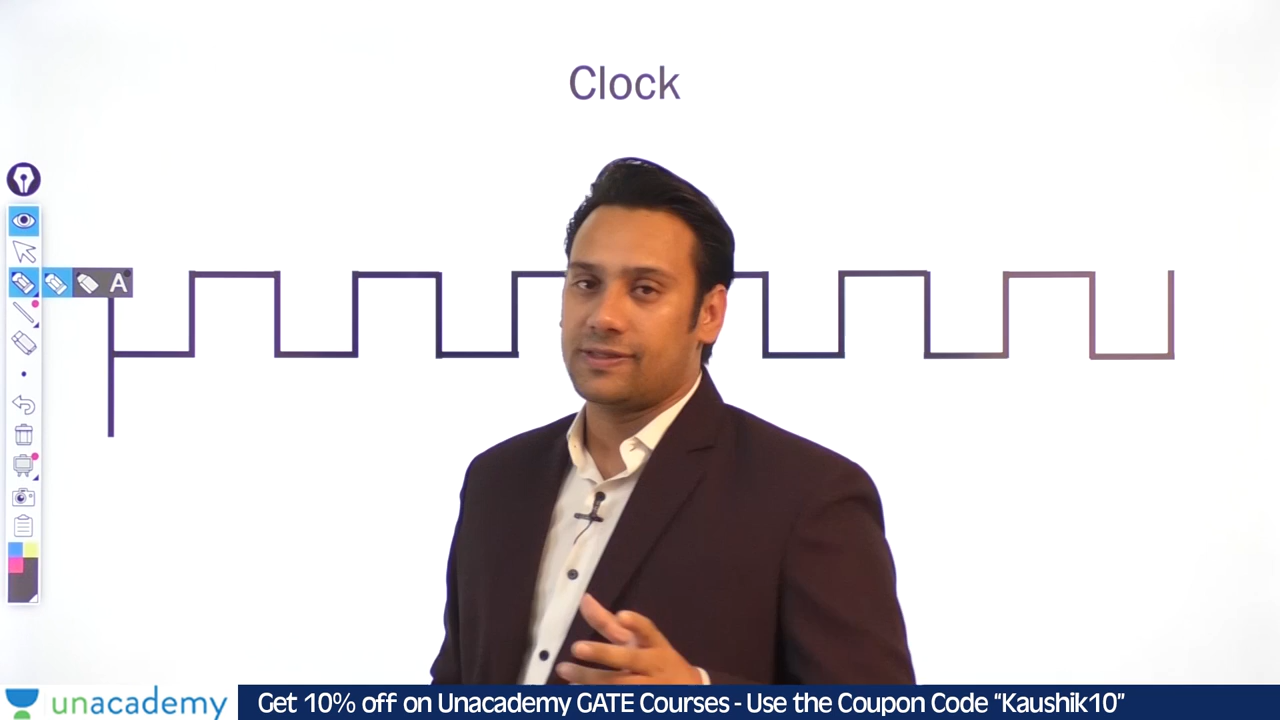 Clock
A
unacademy
Get 10% off on Unacademy GATE Courses - Use the Coupon Code “Kaushik10”